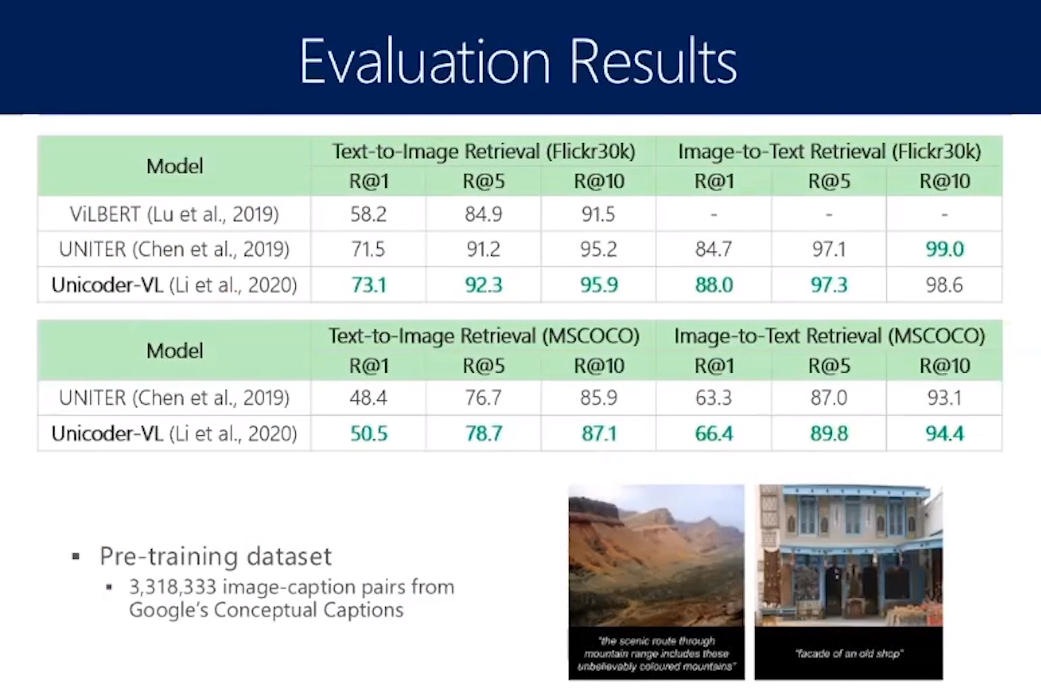 Evaluation Results
Model Text-to-Image Retrieval (Flickr30k) Image-to-Text Retrieval (Flickr30k)
R@1 R@5 R@10 R@1 R@5 R@10
ViLBERT (Lu et al., 2019) 58.2 84.9 91.5 - - -
UNITER (Chen et al., 2019) 71.5 91.2 95.2 84.7 97.1 99.0
Unicoder-VL (Li et al., 2020) 73.1 92.3 95.9 88.0 97.3 98.6
Model Text-to-Image Retrieval (MSCOCO) Image-to-Text Retrieval (MSCOCO)
R@1 R@5 R@10 R@1 R@5 R@10
UNITER (Chen et al., 2019) 48.4 76.7 85.9 63.3 87.0 93.1
Unicoder-VL (Li et al., 2020) 50.5 78.7 87.1 66.4 89.8 94.4
▪ Pre-training dataset
▪ 3,318,333 image-caption pairs from
Google's Conceptual Captions
"the scenic route through
mountain range includes these
unbelievably coloured mountains"
"facade of an old shop"